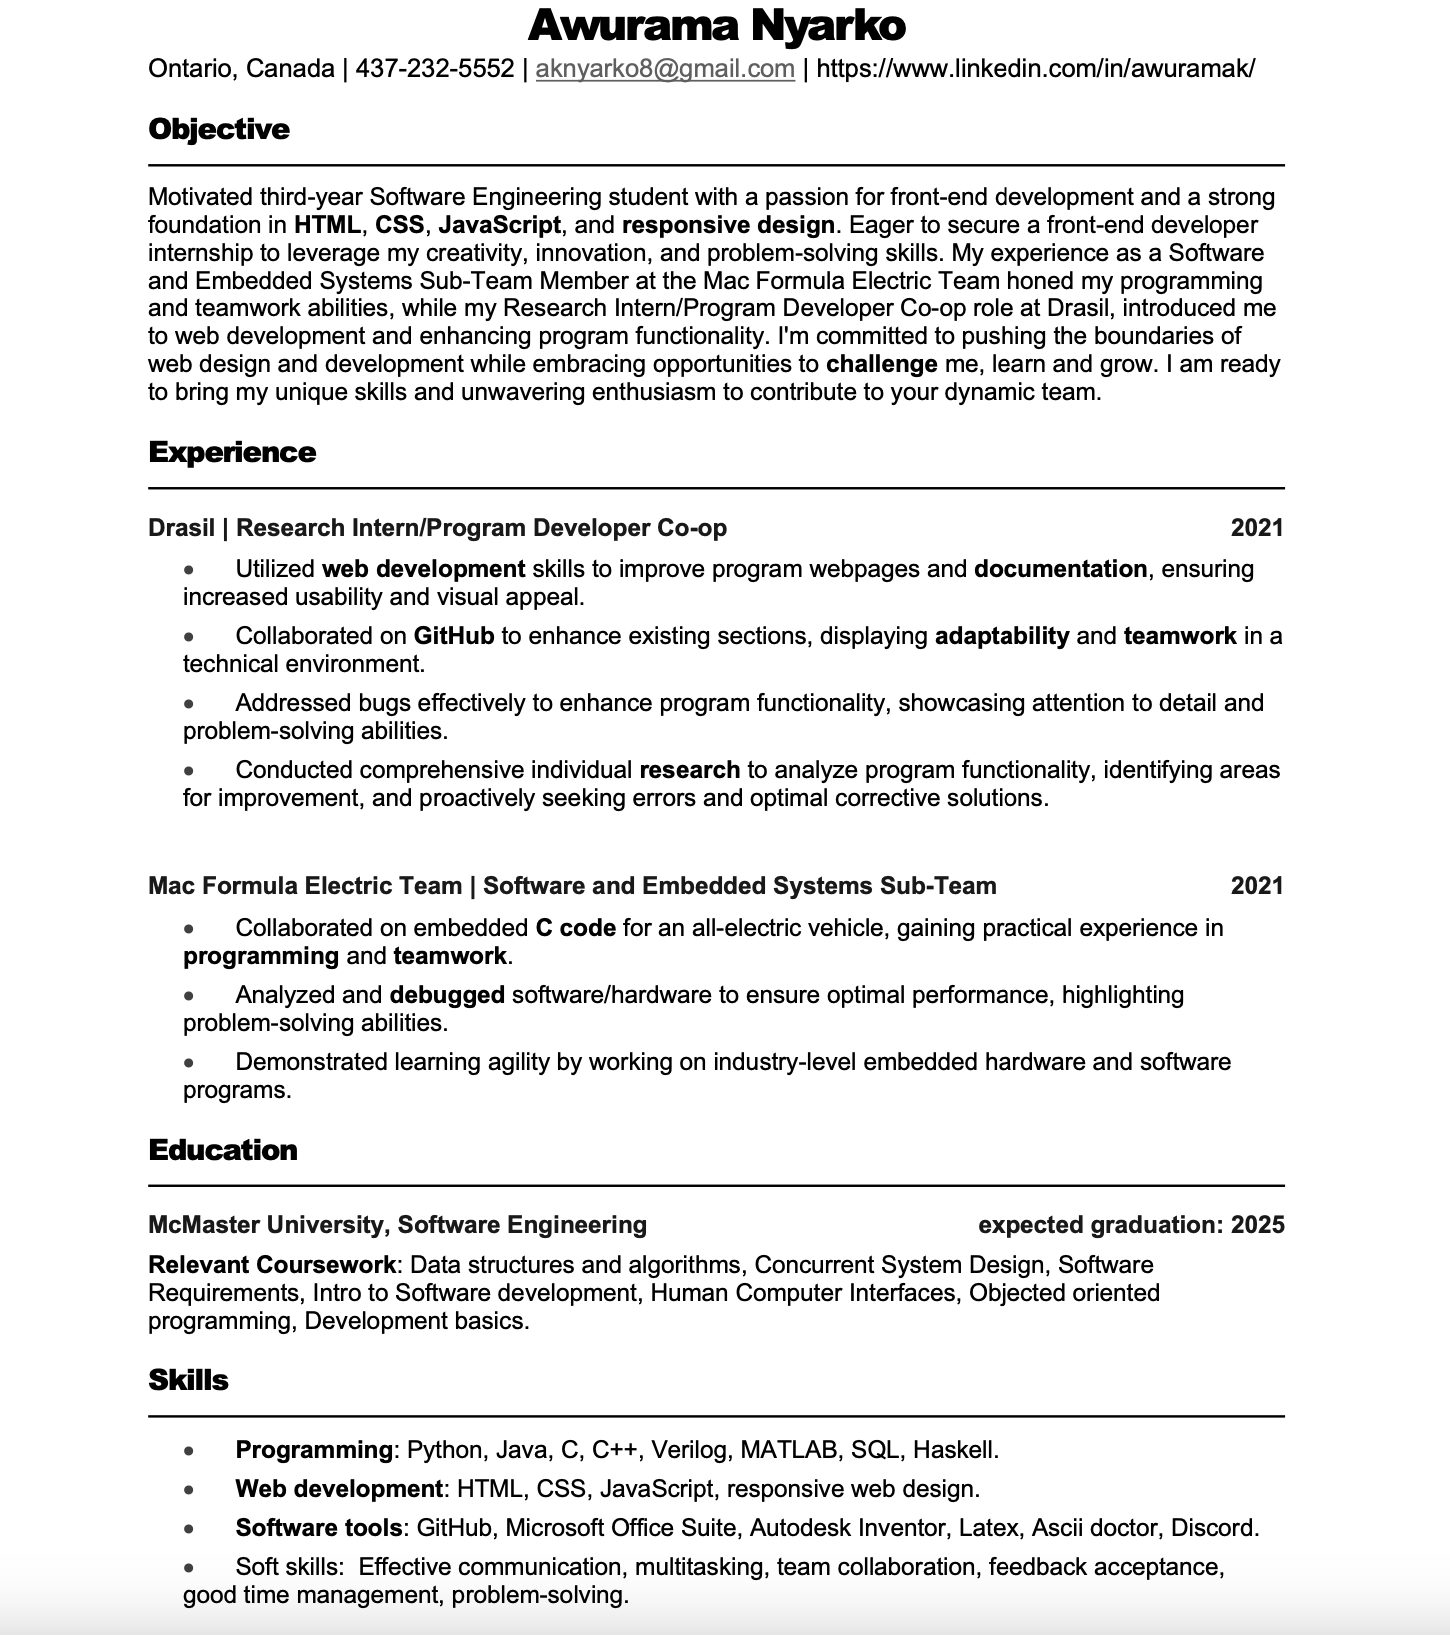 Awurama Nyarko
Ontario, Canada | 437-232-5552 | aknyarko8@gmail.com | https://www.linkedin.com/in/awuramak/
Objective
Motivated third-year Software Engineering student with a passion for front-end development and a strong
foundation in HTML, CSS, JavaScript, and responsive design. Eager to secure a front-end developer
internship to leverage my creativity, innovation, and problem-solving skills. My experience as a Software
and Embedded Systems Sub-Team Member at the Mac Formula Electric Team honed my programming
and teamwork abilities, while my Research Intern/Program Developer Co-op role at Drasil, introduced me
to web development and enhancing program functionality. I'm committed to pushing the boundaries of
web design and development while embracing opportunities to challenge me, learn and grow. I am ready
to bring my unique skills and unwavering enthusiasm to contribute to your dynamic team.
Experience
Drasil | Research Intern/Program Developer Co-op 2021
• Utilized web development skills to improve program webpages and documentation, ensuring
increased usability and visual appeal.
• Collaborated on GitHub to enhance existing sections, displaying adaptability and teamwork in a
technical environment.
• Addressed bugs effectively to enhance program functionality, showcasing attention to detail and
problem-solving abilities.
• Conducted comprehensive individual research to analyze program functionality, identifying areas
for improvement, and proactively seeking errors and optimal corrective solutions.
Mac Formula Electric Team | Software and Embedded Systems Sub-Team 2021
• Collaborated on embedded C code for an all-electric vehicle, gaining practical experience in
programming and teamwork.
• Analyzed and debugged software/hardware to ensure optimal performance, highlighting
problem-solving abilities.
• Demonstrated learning agility by working on industry-level embedded hardware and software
programs.
Education
McMaster University, Software Engineering expected graduation: 2025
Relevant Coursework: Data structures and algorithms, Concurrent System Design, Software
Requirements, Intro to Software development, Human Computer Interfaces, Objected oriented
programming, Development basics.
Skills
• Programming: Python, Java, C, C++, Verilog, MATLAB, SQL, Haskell.
• Web development: HTML, CSS, JavaScript, responsive web design.
• Software tools: GitHub, Microsoft Office Suite, Autodesk Inventor, Latex, Ascii doctor, Discord.
• Soft skills:  Effective communication, multitasking, team collaboration, feedback acceptance,
good time management, problem-solving.